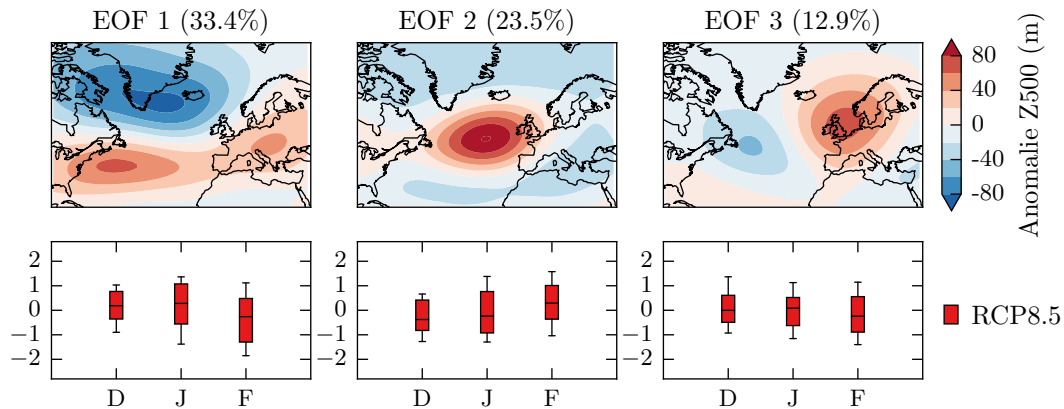 EOF 1 (33.4%)
EOF 2 (23.5%)
EOF 3 (12.9%)
80
40
0
-40
-80
Anomalie Z500 (m)
2
1
0
−1
−2
D J F
2
1
0
−1
−2
D J F
2
1
0
−1
−2
D J F
RCP8.5